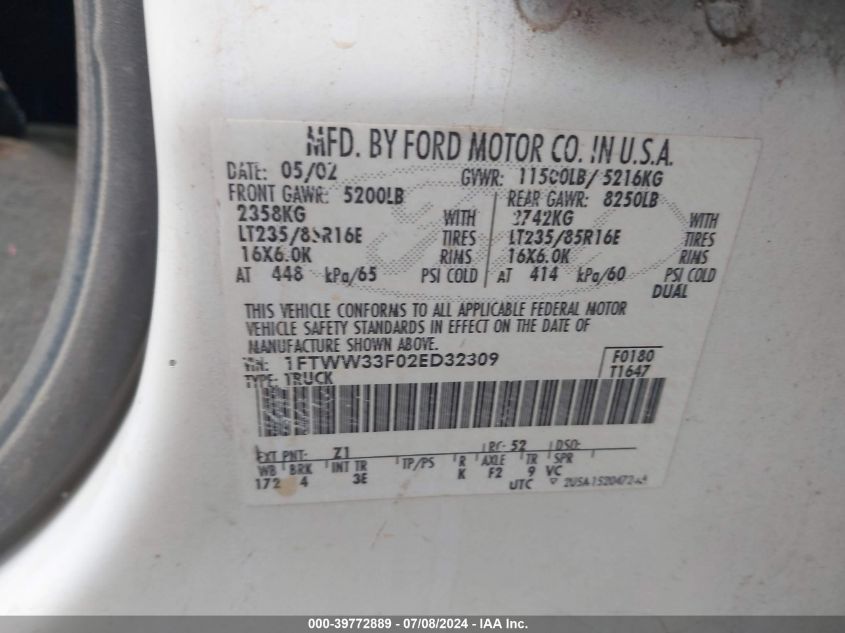 MFD. BY FORD MOTOR CO. IN U.S.A.
DATE: 05/02 GVWR: 11500LB/ 5216KG
FRONT GAWR: 5200LB REAR GAWR: 8250LB
2358KG WITH 3742KG WITH
LT235/85R16E TIRES LT235/85R16E TIRES
16X6.0K RIMS 16X6.0K RIMS
AT 448 kPa/65 PSI COLD AT 414 kPa/60 PSI COLD
DUAL
THIS VEHICLE CONFORMS TO ALL APPLICABLE FEDERAL MOTOR
VEHICLE SAFETY STANDARDS IN EFFECT ON THE DATE OF
MANUFACTURE SHOWN ABOVE.
VIN: 1FTWW33F02ED32309 F0180
TYPE: TRUCK T1647
EXT PNT: Z1 RC: 52 DSO:
WB BRK INT TR TP/PS R AXLE TR SPR
172 4 3E K F2 9 VC
UTC
000-39772889 - 07/08/2024 - IAA Inc.